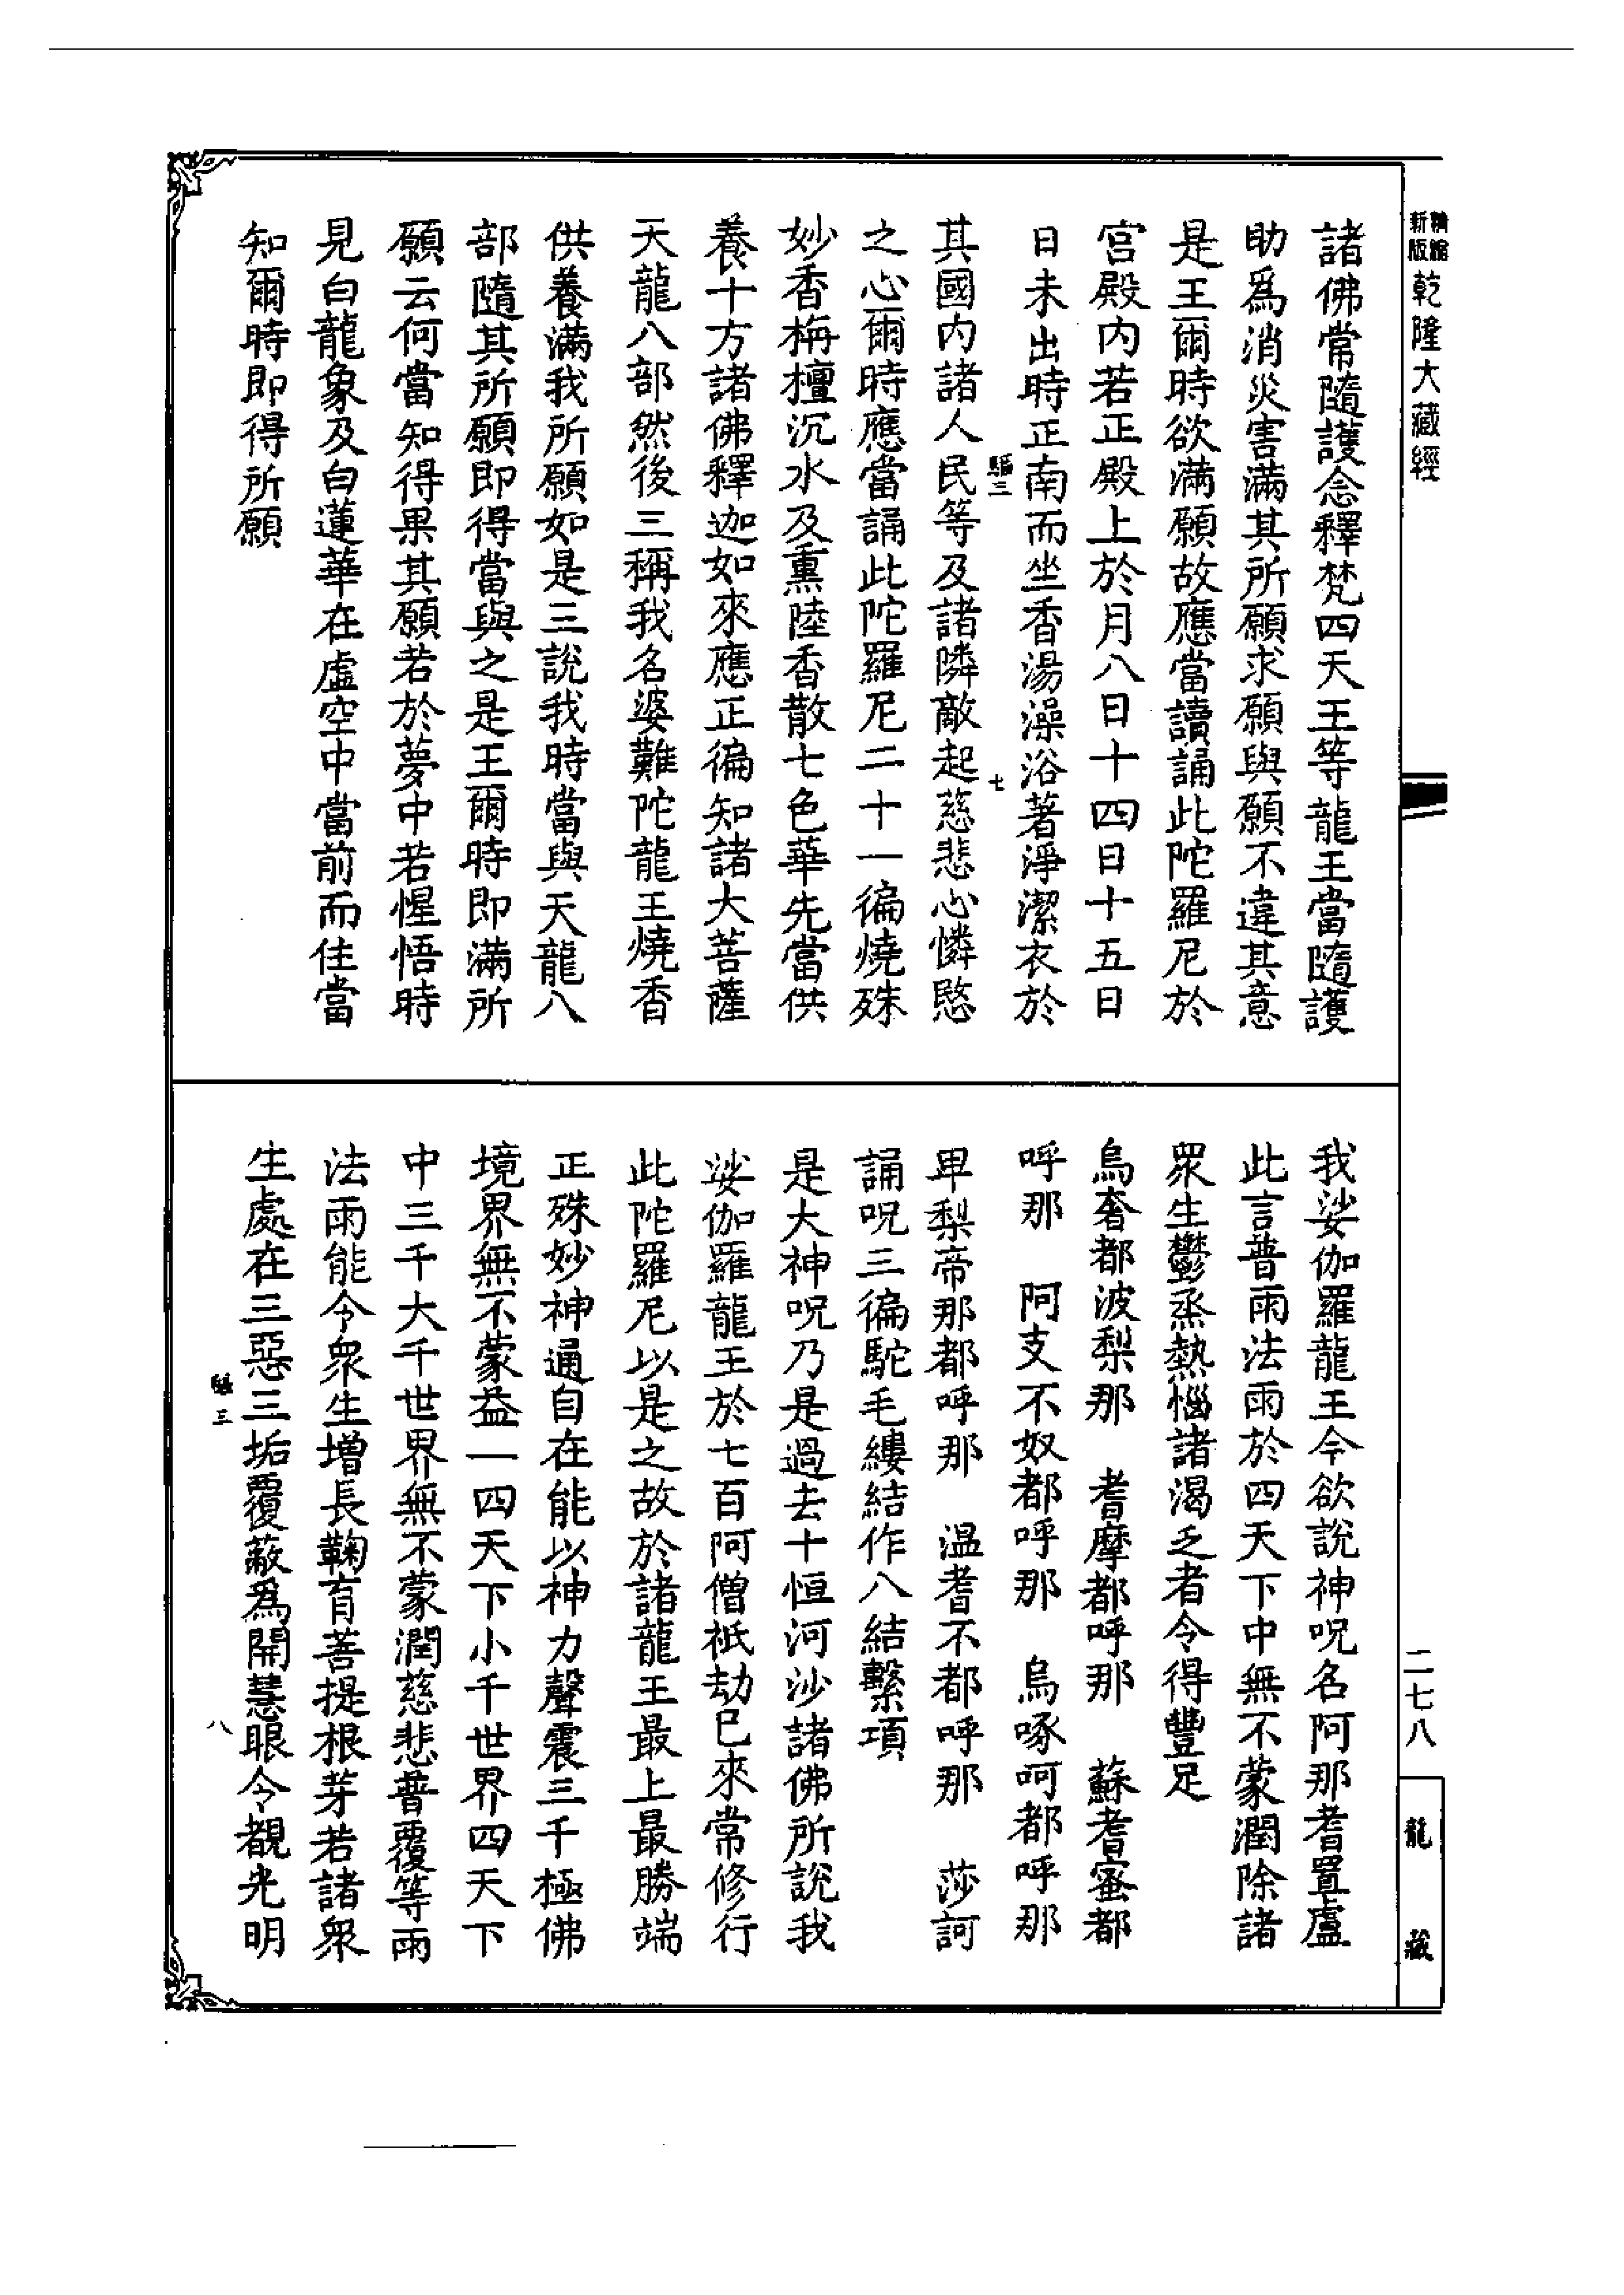 新版精縮乾隆大藏經
諸佛常隨護念釋梵四天王等龍王當隨護
助爲消災害滿其所願求願與願不違其意
是王爾時欲滿願故應當讀誦此陀羅尼於
宮殿內若正殿上於月八日十四日十五日
日未出時正南而坐香湯澡浴著淨潔衣於
驅三 七
其國內諸人民等及諸隣敵起慈悲心憐愍
之心爾時應當誦此陀羅尼二十一徧燒殊
妙香栴檀沉水及熏陸香散七色華先當供
養十方諸佛釋迦如來應正徧知諸大菩薩
天龍八部然後三稱我名婆難陀龍王燒香
供養滿我所願如是三說我時當與天龍八
部隨其所願即得當與之是王爾時即滿所
願云何當知得果其願若於夢中若惺悟時
見白龍象及白蓮華在虛空中當前而住當
知爾時即得所願
我娑伽羅龍王今欲說神呪名阿那耆置盧
此言普雨法雨於四天下中無不蒙潤除諸
眾生鬱烝熱惱諸渴乏者令得豐足
烏奢都波梨那 耆摩都呼那 蘇耆蜜都
呼那 阿支不奴都呼那 烏啄呵都呼那
卑梨帝那都呼那 温耆不都呼那 莎訶
誦呪三徧駝毛縷結作八結繫項
是大神呪乃是過去十恒河沙諸佛所說我
娑伽羅龍王於七百阿僧祇劫巳來常修行
此陀羅尼以是之故於諸龍王最上最勝端
正殊妙神通自在能以神力聲震三千極佛
境界無不蒙益一四天下小千世界四天下
中三千大千世界無不蒙潤慈悲普覆等雨
法雨能令眾生增長鞠育菩提根芽若諸眾
生處在三惡三垢覆蔽爲開慧眼令覩光明
驅三 八
二七八
龍藏